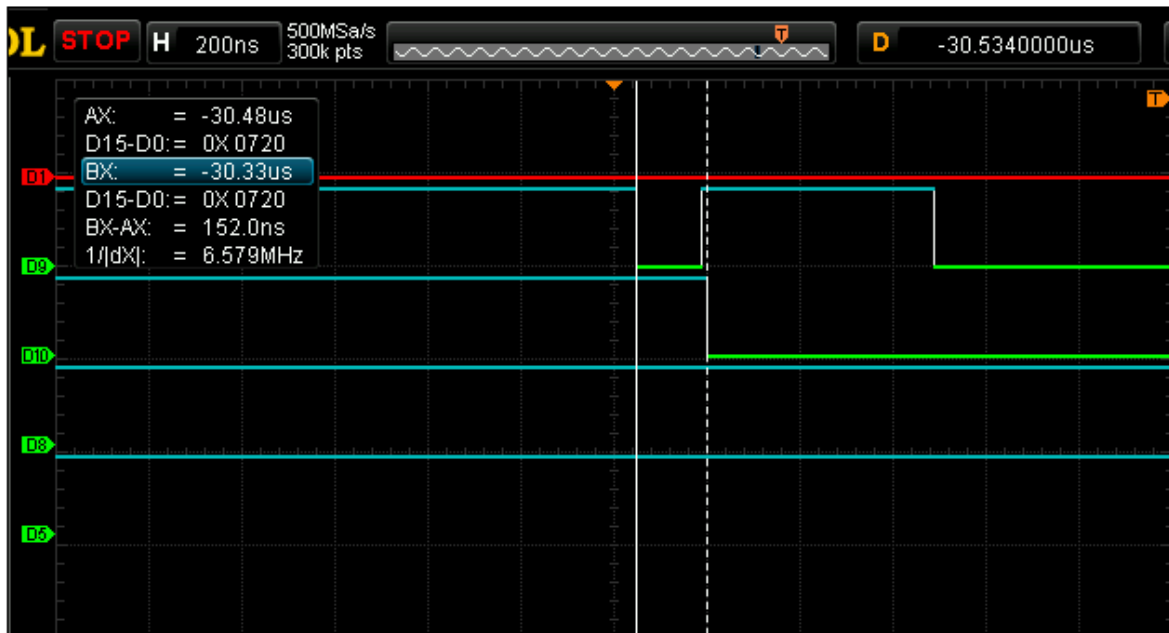 OL STOP H 200ns 500MSa/s
300k pts T D -30.5340000us
T
AX: = -30.48us
D15-D0: = 0X 0720
BX: = -30.33us
D15-D0: = 0X 0720
BX-AX: = 152.0ns
1/|dX|: = 6.579MHz
D1
D9
D10
D8
D5